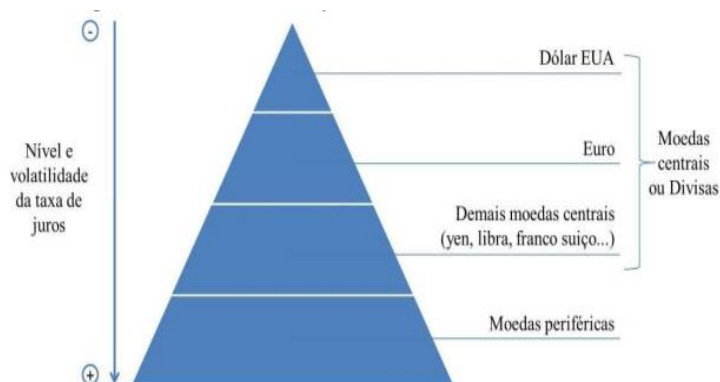 -
Dólar EUA
Euro
Demais moedas centrais
(yen, libra, franco suiço...)
Moedas periféricas
Moedas
centrais
ou Divisas
Nível e
volatilidade
da taxa de
juros
+